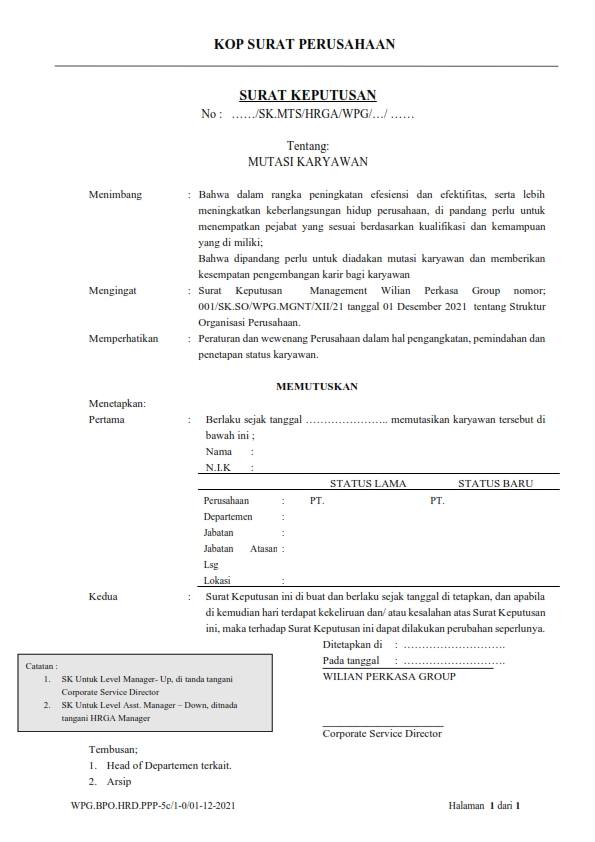 KOP SURAT PERUSAHAAN
SURAT KEPUTUSAN
No : ……/SK.MTS/HRGA/WPG/…/ ……
Tentang:
MUTASI KARYAWAN
Menimbang : Bahwa dalam rangka peningkatan efesiensi dan efektifitas, serta lebih
meningkatkan keberlangsungan hidup perusahaan, di pandang perlu untuk
menempatkan pejabat yang sesuai berdasarkan kualifikasi dan kemampuan
yang di miliki;
Bahwa dipandang perlu untuk diadakan mutasi karyawan dan memberikan
kesempatan pengembangan karir bagi karyawan
Mengingat : Surat Keputusan Management Wilian Perkasa Group nomor;
001/SK.SO/WPG.MGNT/XII/21 tanggal 01 Desember 2021 tentang Struktur
Organisasi Perusahaan.
Memperhatikan : Peraturan dan wewenang Perusahaan dalam hal pengangkatan, pemindahan dan
penetapan status karyawan.
MEMUTUSKAN
Menetapkan:
Pertama : Berlaku sejak tanggal ………………….. memutasikan karyawan tersebut di
bawah ini ;
Nama :
N.I.K :
STATUS LAMA STATUS BARU
Perusahaan : PT. PT.
Departemen :
Jabatan :
Jabatan Atasan :
Lsg
Lokasi :
Kedua : Surat Keputusan ini di buat dan berlaku sejak tanggal di tetapkan, dan apabila
di kemudian hari terdapat kekeliruan dan/ atau kesalahan atas Surat Keputusan
ini, maka terhadap Surat Keputusan ini dapat dilakukan perubahan seperlunya.
Ditetapkan di : ……………………….
Pada tanggal : ……………………….
WILIAN PERKASA GROUP
Corporate Service Director
Catatan :
1. SK Untuk Level Manager- Up, di tanda tangani
Corporate Service Director
2. SK Untuk Level Asst. Manager – Down, ditnada
tangani HRGA Manager
Tembusan;
1. Head of Departemen terkait.
2. Arsip
WPG.BPO.HRD.PPP-5c/1-0/01-12-2021 Halaman 1 dari 1